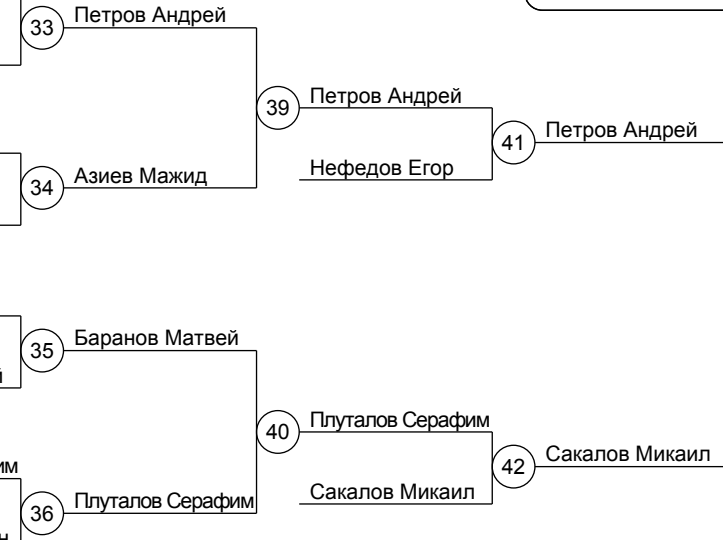 33 Петров Андрей
39 Петров Андрей
41 Петров Андрей
Нефедов Егор
34 Азиев Мажид
35 Баранов Матвей
40 Плуталов Серафим
42 Сакалов Микаил
Сакалов Микаил
36 Плуталов Серафим